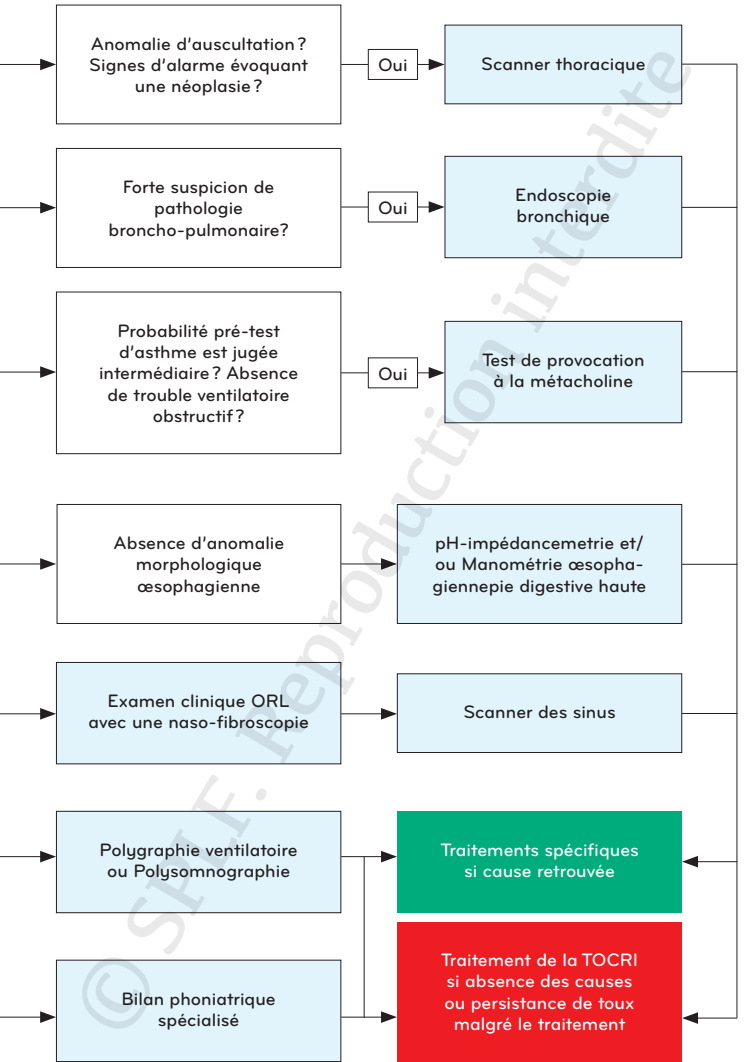 Anomalie d'auscultation ?
Signes d'alarme évoquant
une néoplasie ?
Oui
Scanner thoracique
Forte suspicion de
pathologie
broncho-pulmonaire?
Oui
Endoscopie
bronchique
Probabilité pré-test
d'asthme est jugée
intermédiaire ? Absence
de trouble ventilatoire
obstructif ?
Oui
Test de provocation
à la métacholine
Absence d'anomalie
morphologique
œsophagienne
pH-impédancemetrie et/
ou Manométrie œsopha-
giennepie digestive haute
Examen clinique ORL
avec une naso-fibroscopie
Scanner des sinus
Polygraphie ventilatoire
ou Polysomnographie
Traitements spécifiques
si cause retrouvée
Bilan phoniatrique
spécialisé
Traitement de la TOCRI
si absence des causes
ou persistance de toux
malgré le traitement
© SPLF. Reproduction interdite